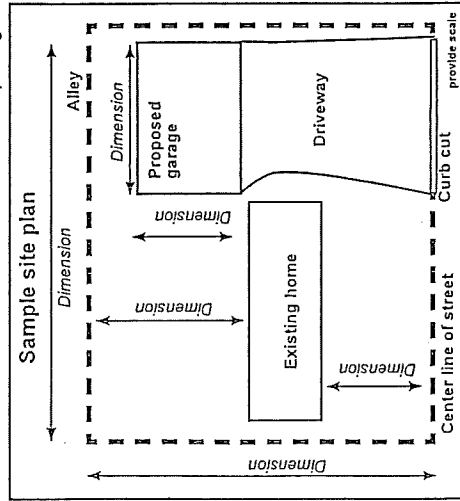 Sample site plan
Dimension
Alley
Dimension
Proposed
garage
Dimension
Dimension
Driveway
Existing home
Dimension
Dimension
Curb cut
Center line of street
provide scale